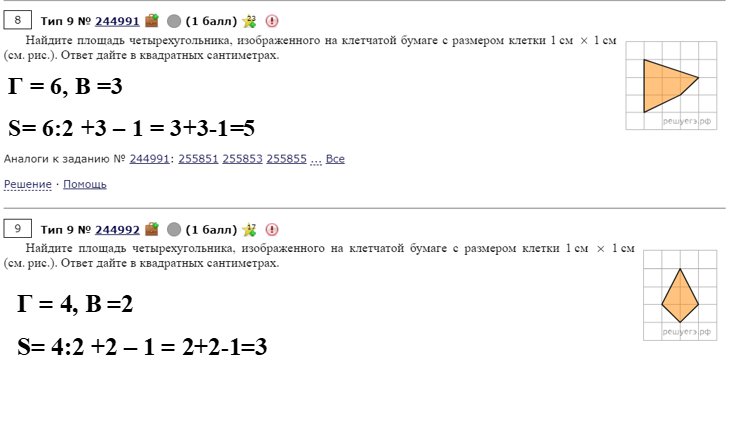 8 Тип 9 № 244991 (1 балл) 23
Найдите площадь четырехугольника, изображенного на клетчатой бумаге с размером клетки 1 см × 1 см
(см. рис.). Ответ дайте в квадратных сантиметрах.
решуегэ.рф
Г = 6, В =3
S= 6:2 +3 – 1 = 3+3-1=5
Аналоги к заданию № 244991: 255851 255853 255855 ... Все
Решение · Помощь
9 Тип 9 № 244992 (1 балл) 17
Найдите площадь четырехугольника, изображенного на клетчатой бумаге с размером клетки 1 см × 1 см
(см. рис.). Ответ дайте в квадратных сантиметрах.
решуегэ.рф
Г = 4, В =2
S= 4:2 +2 – 1 = 2+2-1=3